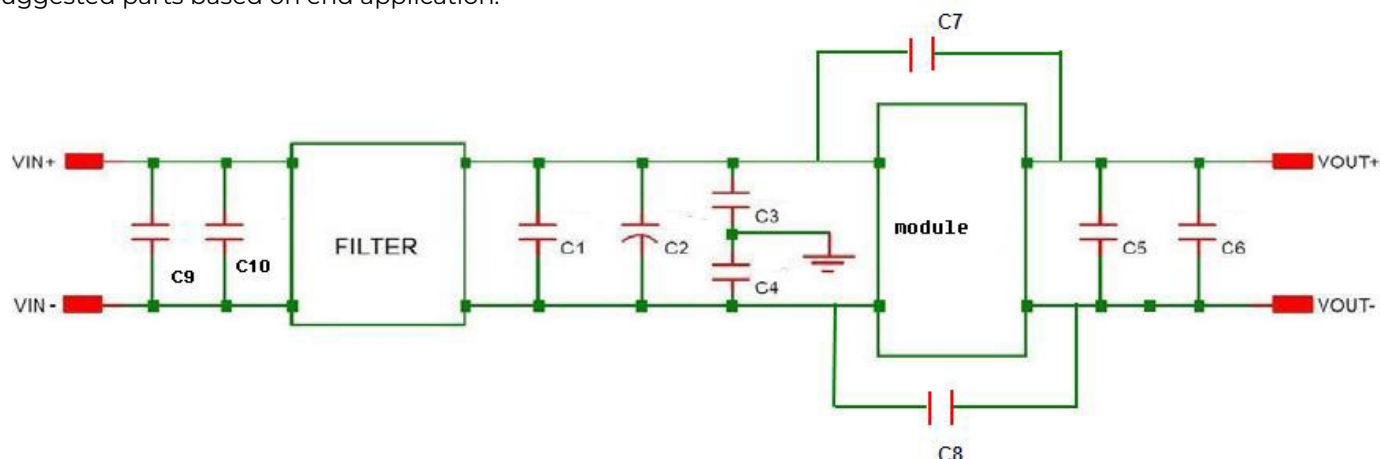 uggested parts based on end application.
C7
VIN+
VOUT+
C3
FILTER
C1
C2
module
C5
C6
C9
C10
C4
VIN -
VOUT-
C8